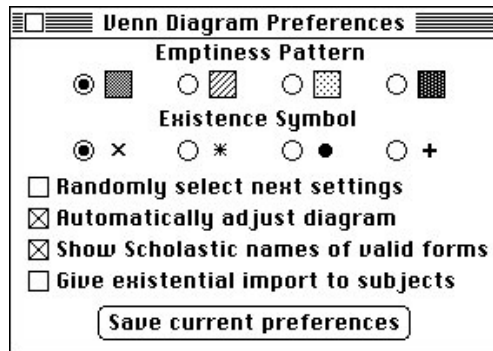 Venn Diagram Preferences
Emptiness Pattern
Existence Symbol
Randomly select next settings
Automatically adjust diagram
Show Scholastic names of valid forms
Give existential import to subjects
Save current preferences